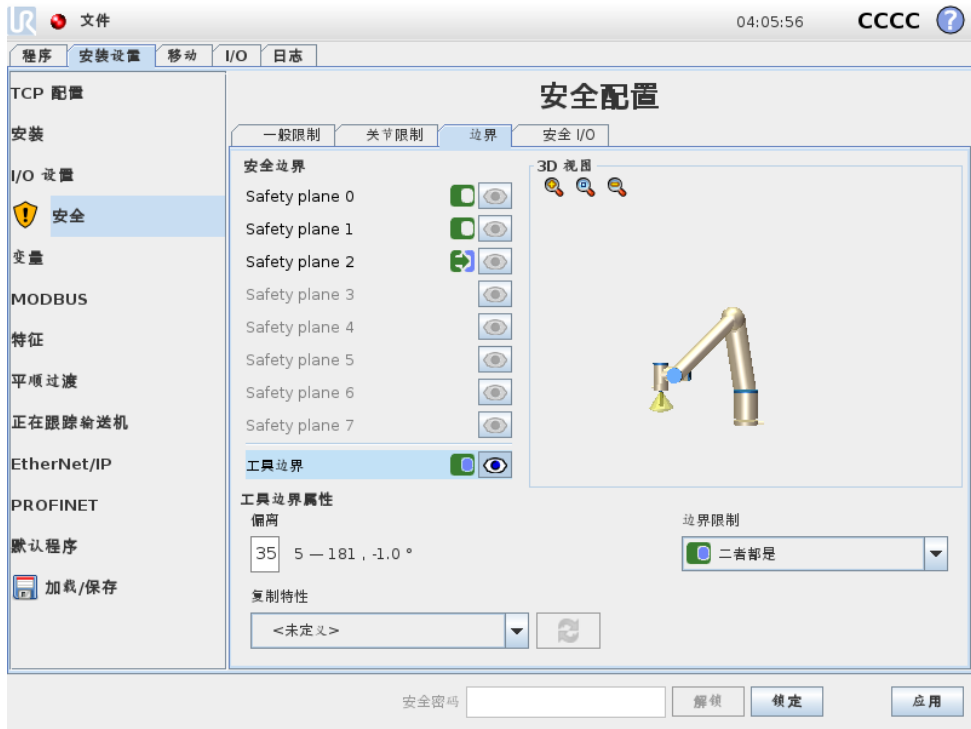 UR 文件 04:05:56 CCCC ?
程序 安装设置 移动 I/O 日志
TCP 配置
安装
I/O 设置
安全
变量
MODBUS
特征
平顺过渡
正在跟踪输送机
EtherNet/IP
PROFINET
默认程序
加载/保存
安全配置
一般限制 关节限制 边界 安全 I/O
安全边界
Safety plane 0
Safety plane 1
Safety plane 2
Safety plane 3
Safety plane 4
Safety plane 5
Safety plane 6
Safety plane 7
工具边界
3D 视图
工具边界属性
偏离
35 5 — 181 , -1.0 °
复制特性
<未定义>
边界限制
二者都是
安全密码 解锁 锁定 应用